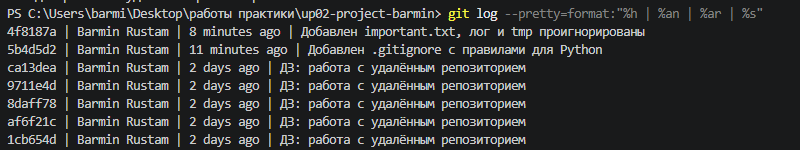 PS C:\Users\barmi\Desktop\работы практики\up02-project-barmin> git log --pretty=format:"%h | %an | %ar | %s"
4f8187a | Barmin Rustam | 8 minutes ago | Добавлен important.txt, лог и tmp проигнорированы
5b4d5d2 | Barmin Rustam | 11 minutes ago | Добавлен .gitignore с правилами для Python
ca13dea | Barmin Rustam | 2 days ago | ДЗ: работа с удалённым репозиторием
9711e4d | Barmin Rustam | 2 days ago | ДЗ: работа с удалённым репозиторием
8daff78 | Barmin Rustam | 2 days ago | ДЗ: работа с удалённым репозиторием
af6f21c | Barmin Rustam | 2 days ago | ДЗ: работа с удалённым репозиторием
1cb654d | Barmin Rustam | 2 days ago | ДЗ: работа с удалённым репозиторием